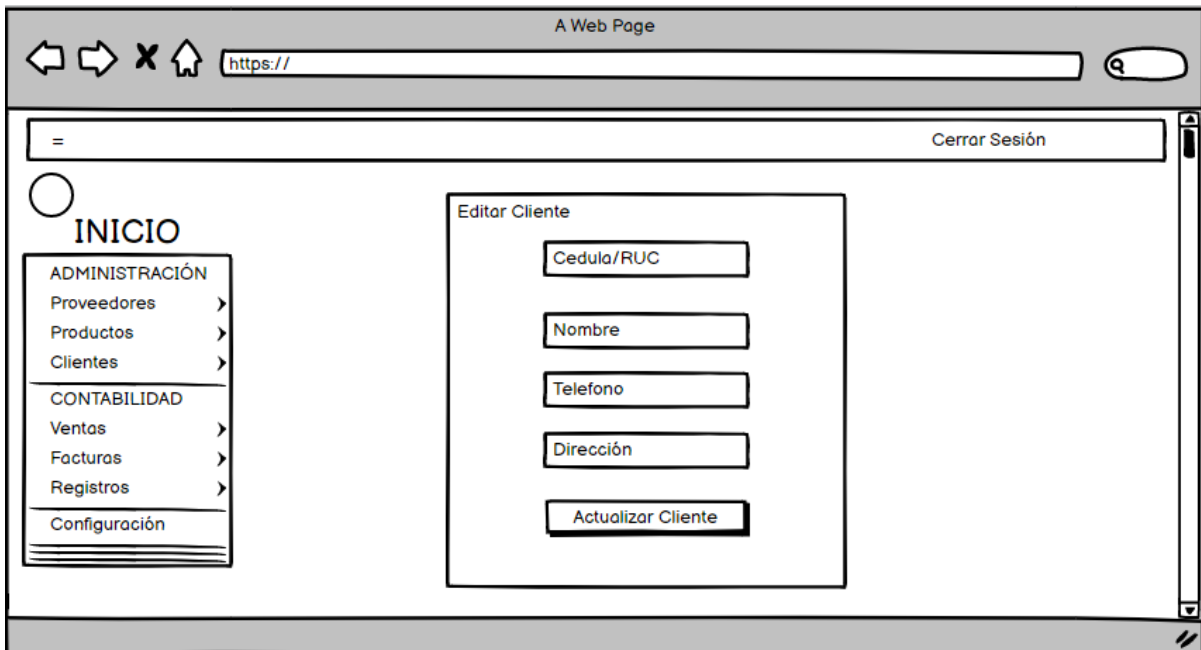 A Web Page
https://
=
Cerrar Sesión
INICIO
ADMINISTRACIÓN
Proveedores
Productos
Clientes
CONTABILIDAD
Ventas
Facturas
Registros
Configuración
Editar Cliente
Cedula/RUC
Nombre
Telefono
Dirección
Actualizar Cliente